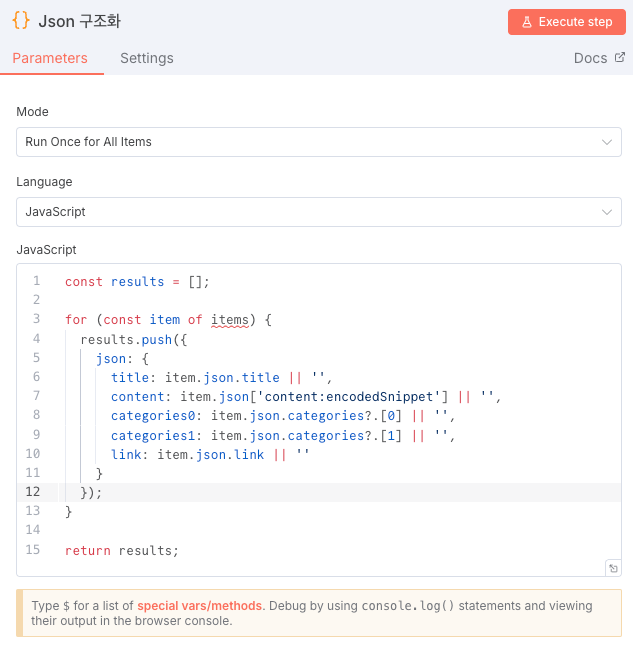 {} Json 구조화
Execute step
Parameters
Settings
Docs
Mode
Run Once for All Items
Language
JavaScript
JavaScript
1 const results = [];
2
3 for (const item of items) {
4 results.push({
5 json: {
6 title: item.json.title || '',
7 content: item.json['content:encodedSnippet'] || '',
8 categories0: item.json.categories?.[0] || '',
9 categories1: item.json.categories?.[1] || '',
10 link: item.json.link || ''
11 }
12 });
13 }
14
15 return results;
Type $ for a list of special vars/methods. Debug by using console.log() statements and viewing
their output in the browser console.